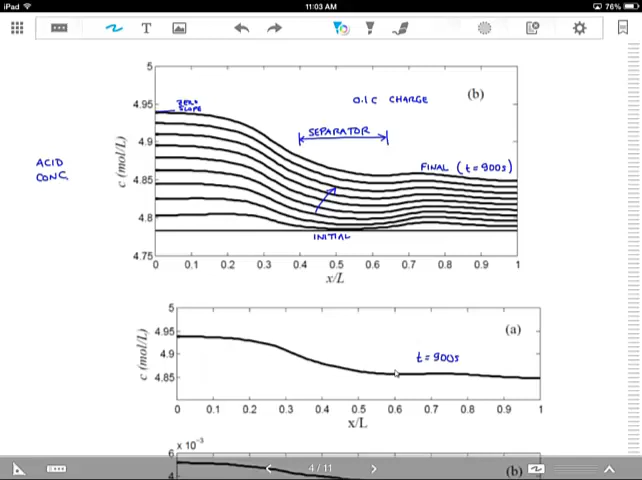 iPad
11:03 AM
76%
T
5
4.95
4.9
4.85
4.8
4.75
c (mol/L)
ZERO
SLOPE
0.1C CHARGE
(b)
SEPARATOR
FINAL (t=900s)
ACID
CONC.
INITIAL
0 0.1 0.2 0.3 0.4 0.5 0.6 0.7 0.8 0.9 1
x/L
5
4.95
4.9
4.85
c (mol/L)
(a)
t=900s
0 0.1 0.2 0.3 0.4 0.5 0.6 0.7 0.8 0.9 1
x/L
x 10⁻³
6
4
(b)
4 / 11